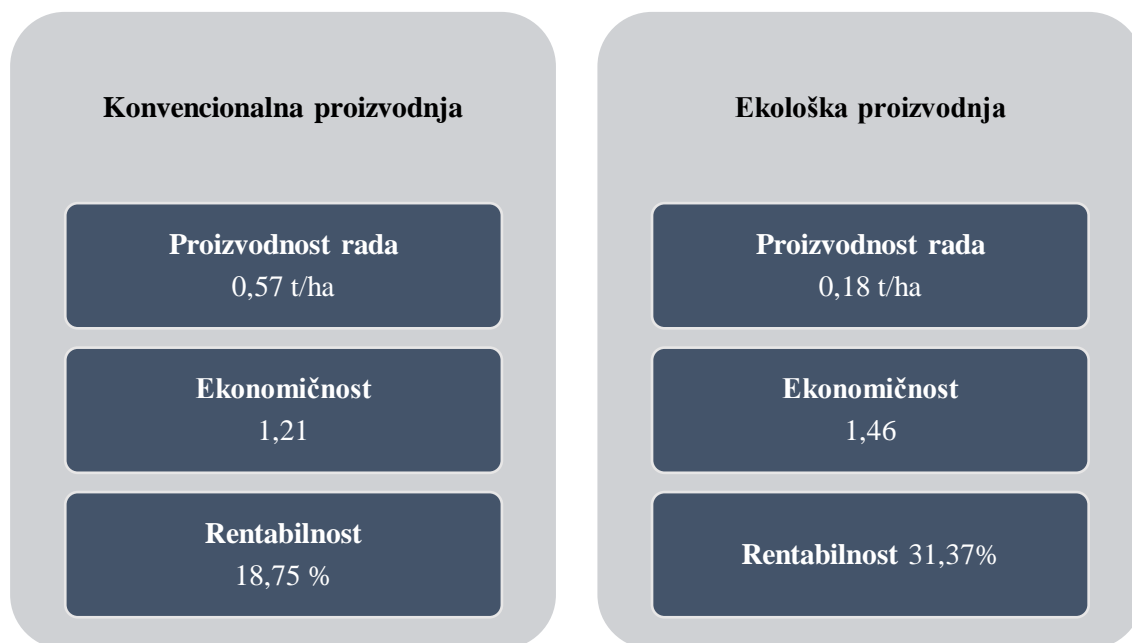 Konvencionalna proizvodnja
Proizvodnost rada
0,57 t/ha
Ekonomičnost
1,21
Rentabilnost
18,75 %
Ekološka proizvodnja
Proizvodnost rada
0,18 t/ha
Ekonomičnost
1,46
Rentabilnost 31,37%